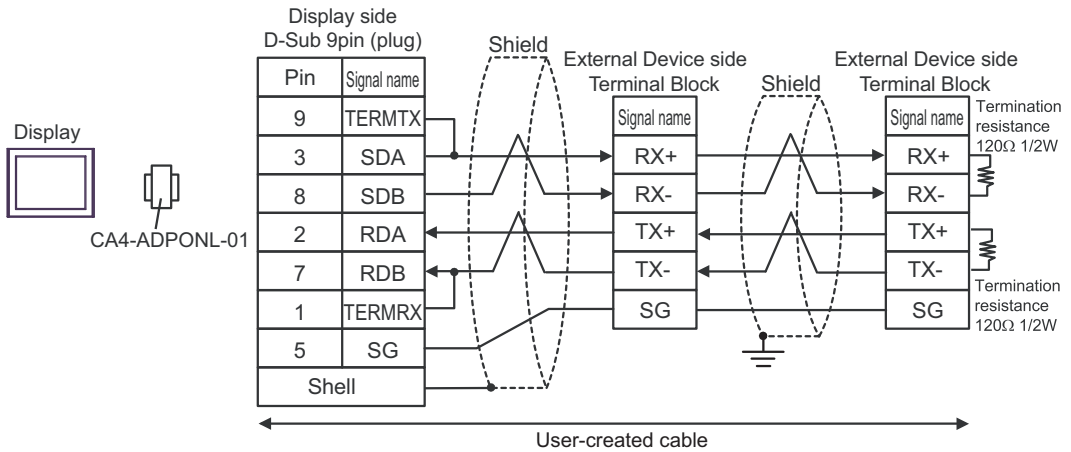 Display side
D-Sub 9pin (plug)
Shield
External Device side
Terminal Block
Shield
External Device side
Terminal Block
Display
CA4-ADPONL-01
Pin Signal name
9 TERMTX
3 SDA
8 SDB
2 RDA
7 RDB
1 TERMRX
5 SG
Shell
Signal name
RX+
RX-
TX+
TX-
SG
Signal name
RX+
RX-
TX+
TX-
SG
Termination
resistance
120Ω 1/2W
Termination
resistance
120Ω 1/2W
User-created cable